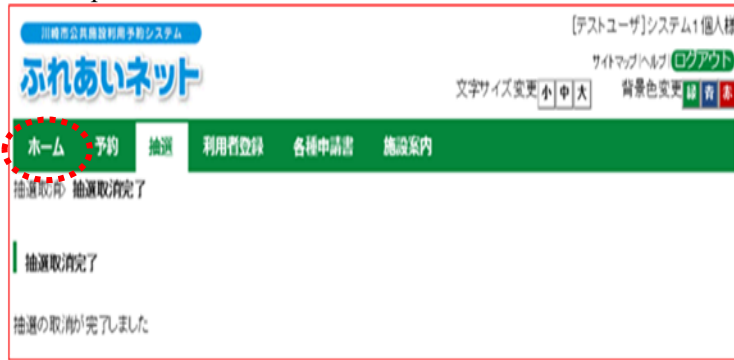 川崎市公共施設利用予約システム
ふれあいネット
[テストユーザ]システム1個人様
サイトマップ|ヘルプ|ログアウト
文字サイズ変更 小 中 大 背景色変更 緑 青 赤
ホーム 予約 抽選 利用者登録 各種申請書 施設案内
抽選取消> 抽選取消完了
抽選取消完了
抽選の取消が完了しました